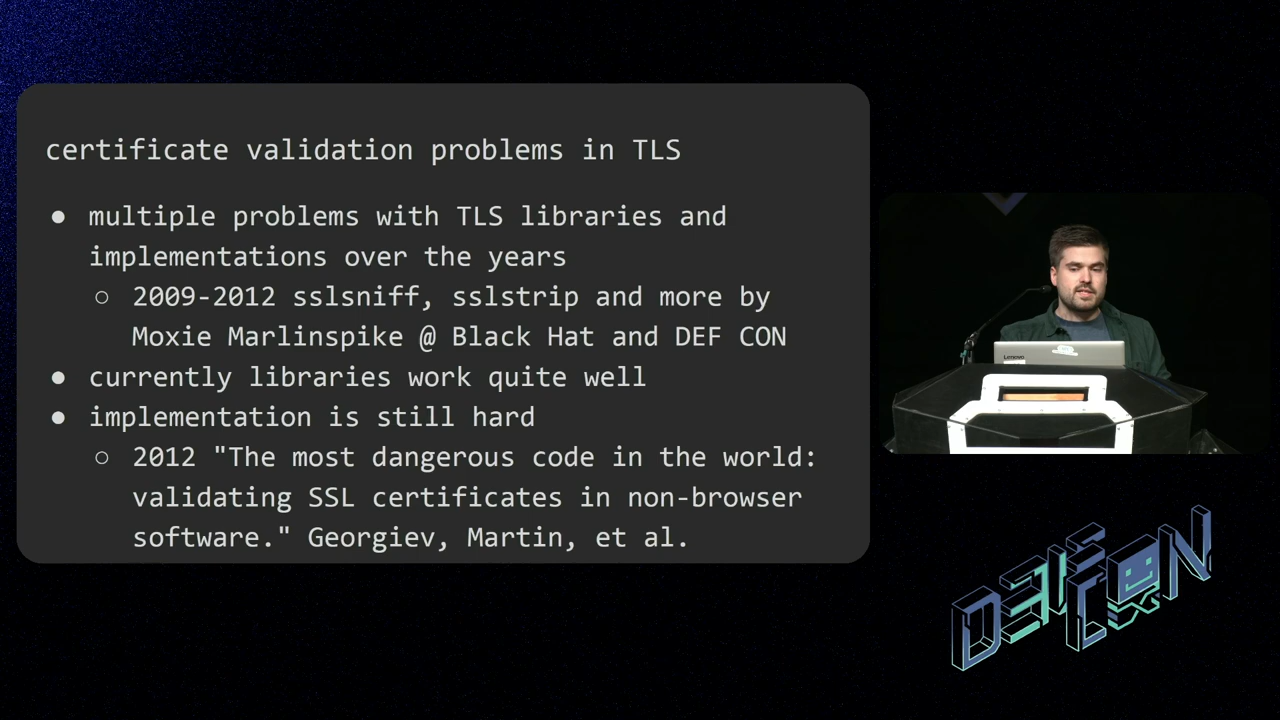 certificate validation problems in TLS
● multiple problems with TLS libraries and
implementations over the years
○ 2009-2012 sslsniff, sslstrip and more by
Moxie Marlinspike @ Black Hat and DEF CON
● currently libraries work quite well
● implementation is still hard
○ 2012 "The most dangerous code in the world:
validating SSL certificates in non-browser
software." Georgiev, Martin, et al.
Lenovo
DEF
CON